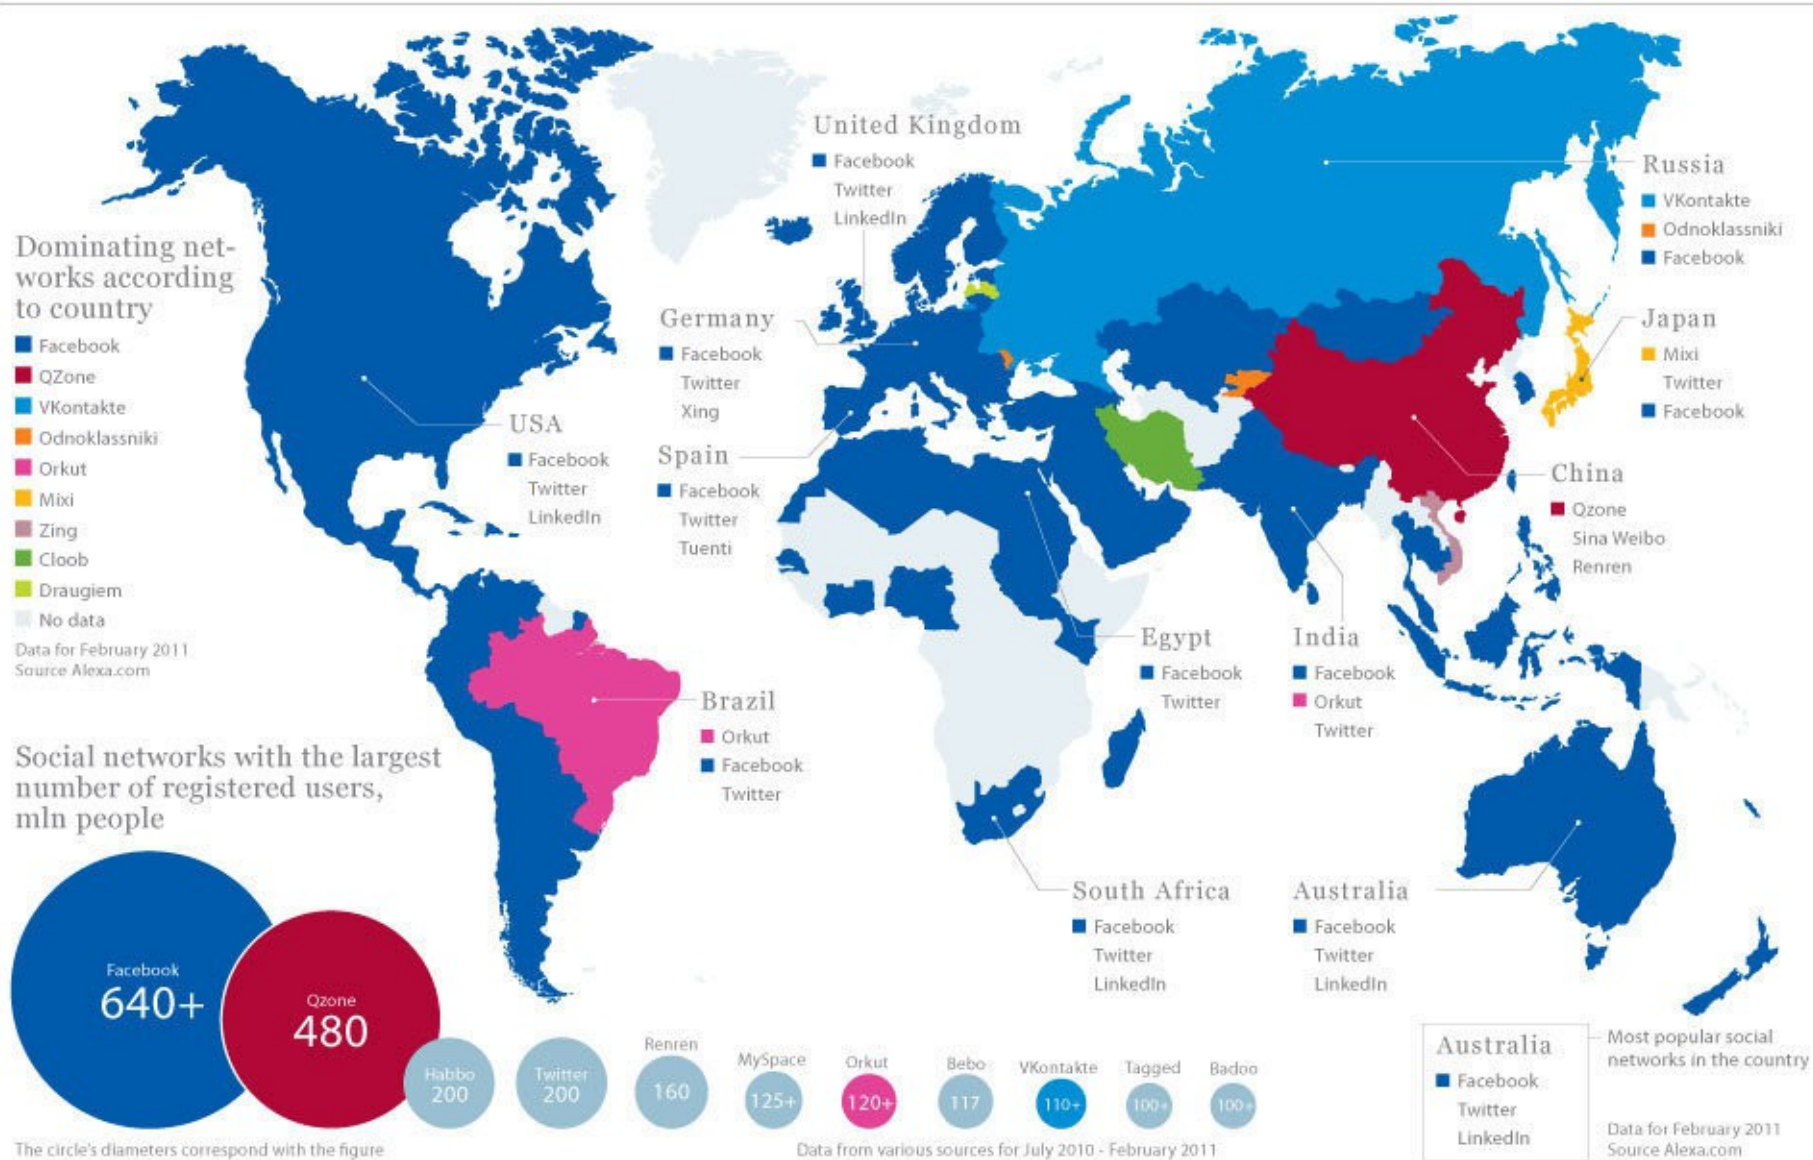 United Kingdom
Facebook
Twitter
LinkedIn
Russia
VKontakte
Odnoklassniki
Facebook
Dominating net-
works according
to country
Facebook
QZone
VKontakte
Odnoklassniki
Orkut
Mixi
Zing
Cloob
Draugiem
No data
Data for February 2011
Source Alexa.com
Germany
Facebook
Twitter
Xing
Japan
Mixi
Twitter
Facebook
USA
Facebook
Twitter
LinkedIn
Spain
Facebook
Twitter
Tuenti
China
Qzone
Sina Weibo
Renren
Egypt
Facebook
Twitter
India
Facebook
Orkut
Twitter
Brazil
Orkut
Facebook
Twitter
South Africa
Facebook
Twitter
LinkedIn
Australia
Facebook
Twitter
LinkedIn
Social networks with the largest
number of registered users,
mln people
Facebook
640+
Qzone
480
Habbo
200
Twitter
200
Renren
160
MySpace
125+
Orkut
120+
Bebo
117
VKontakte
110+
Tagged
100+
Badoo
100+
The circle's diameters correspond with the figure
Data from various sources for July 2010 - February 2011
Australia
Facebook
Twitter
LinkedIn
Most popular social
networks in the country
Data for February 2011
Source Alexa.com